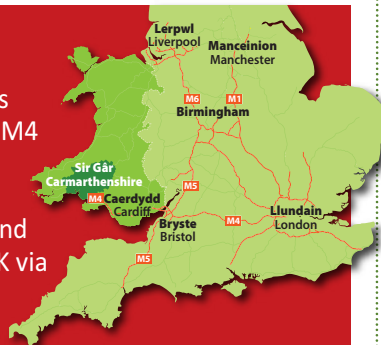 s
M4
nd
K via
Lerpwl
Liverpool
Manceinion
Manchester
M6
M1
Birmingham
Sir Gâr
Carmarthenshire
M5
M4
Caerdydd
Cardiff
Bryste
Bristol
M4
Llundain
London
M5